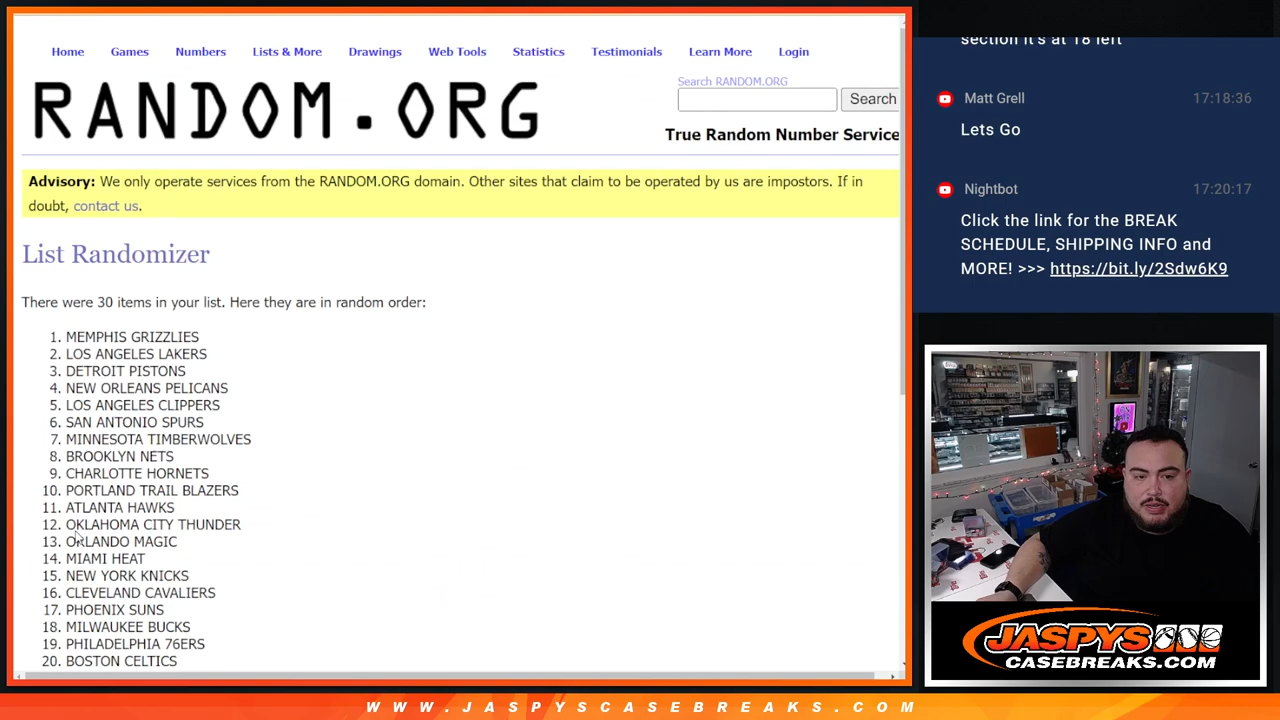 Home Games Numbers Lists & More Drawings Web Tools Statistics Testimonials Learn More Login
RANDOM.ORG
Search RANDOM.ORG
Search
True Random Number Service
Advisory: We only operate services from the RANDOM.ORG domain. Other sites that claim to be operated by us are impostors. If in
doubt, contact us.
List Randomizer
There were 30 items in your list. Here they are in random order:
1. MEMPHIS GRIZZLIES
2. LOS ANGELES LAKERS
3. DETROIT PISTONS
4. NEW ORLEANS PELICANS
5. LOS ANGELES CLIPPERS
6. SAN ANTONIO SPURS
7. MINNESOTA TIMBERWOLVES
8. BROOKLYN NETS
9. CHARLOTTE HORNETS
10. PORTLAND TRAIL BLAZERS
11. ATLANTA HAWKS
12. OKLAHOMA CITY THUNDER
13. ORLANDO MAGIC
14. MIAMI HEAT
15. NEW YORK KNICKS
16. CLEVELAND CAVALIERS
17. PHOENIX SUNS
18. MILWAUKEE BUCKS
19. PHILADELPHIA 76ERS
20. BOSTON CELTICS
section it's at 18 left
Matt Grell 17:18:36
Lets Go
Nightbot 17:20:17
Click the link for the BREAK
SCHEDULE, SHIPPING INFO and
MORE! >>> https://bit.ly/2Sdw6K9
JASPYS
CASEBREAKS.COM
WWW.JASPYSCASEBREAKS.COM